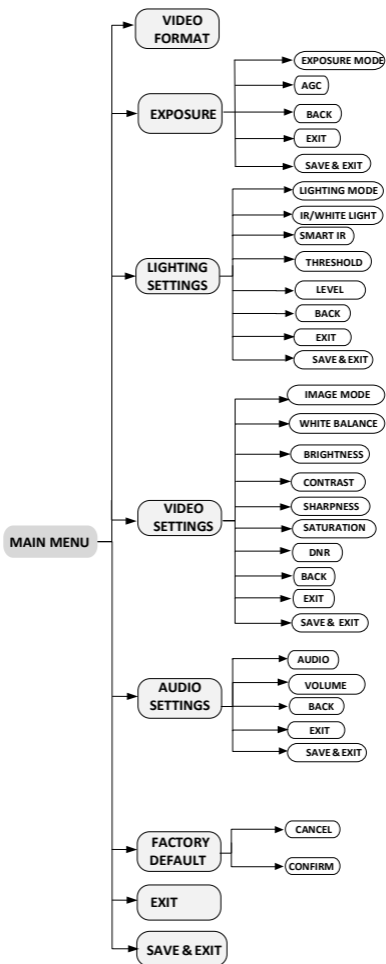 MAIN MENU
VIDEO
FORMAT
EXPOSURE
EXPOSURE MODE
AGC
BACK
EXIT
SAVE & EXIT
LIGHTING
SETTINGS
LIGHTING MODE
IR/WHITE LIGHT
SMART IR
THRESHOLD
LEVEL
BACK
EXIT
SAVE & EXIT
VIDEO
SETTINGS
IMAGE MODE
WHITE BALANCE
BRIGHTNESS
CONTRAST
SHARPNESS
SATURATION
DNR
BACK
EXIT
SAVE & EXIT
AUDIO
SETTINGS
AUDIO
VOLUME
BACK
EXIT
SAVE & EXIT
FACTORY
DEFAULT
CANCEL
CONFIRM
EXIT
SAVE & EXIT